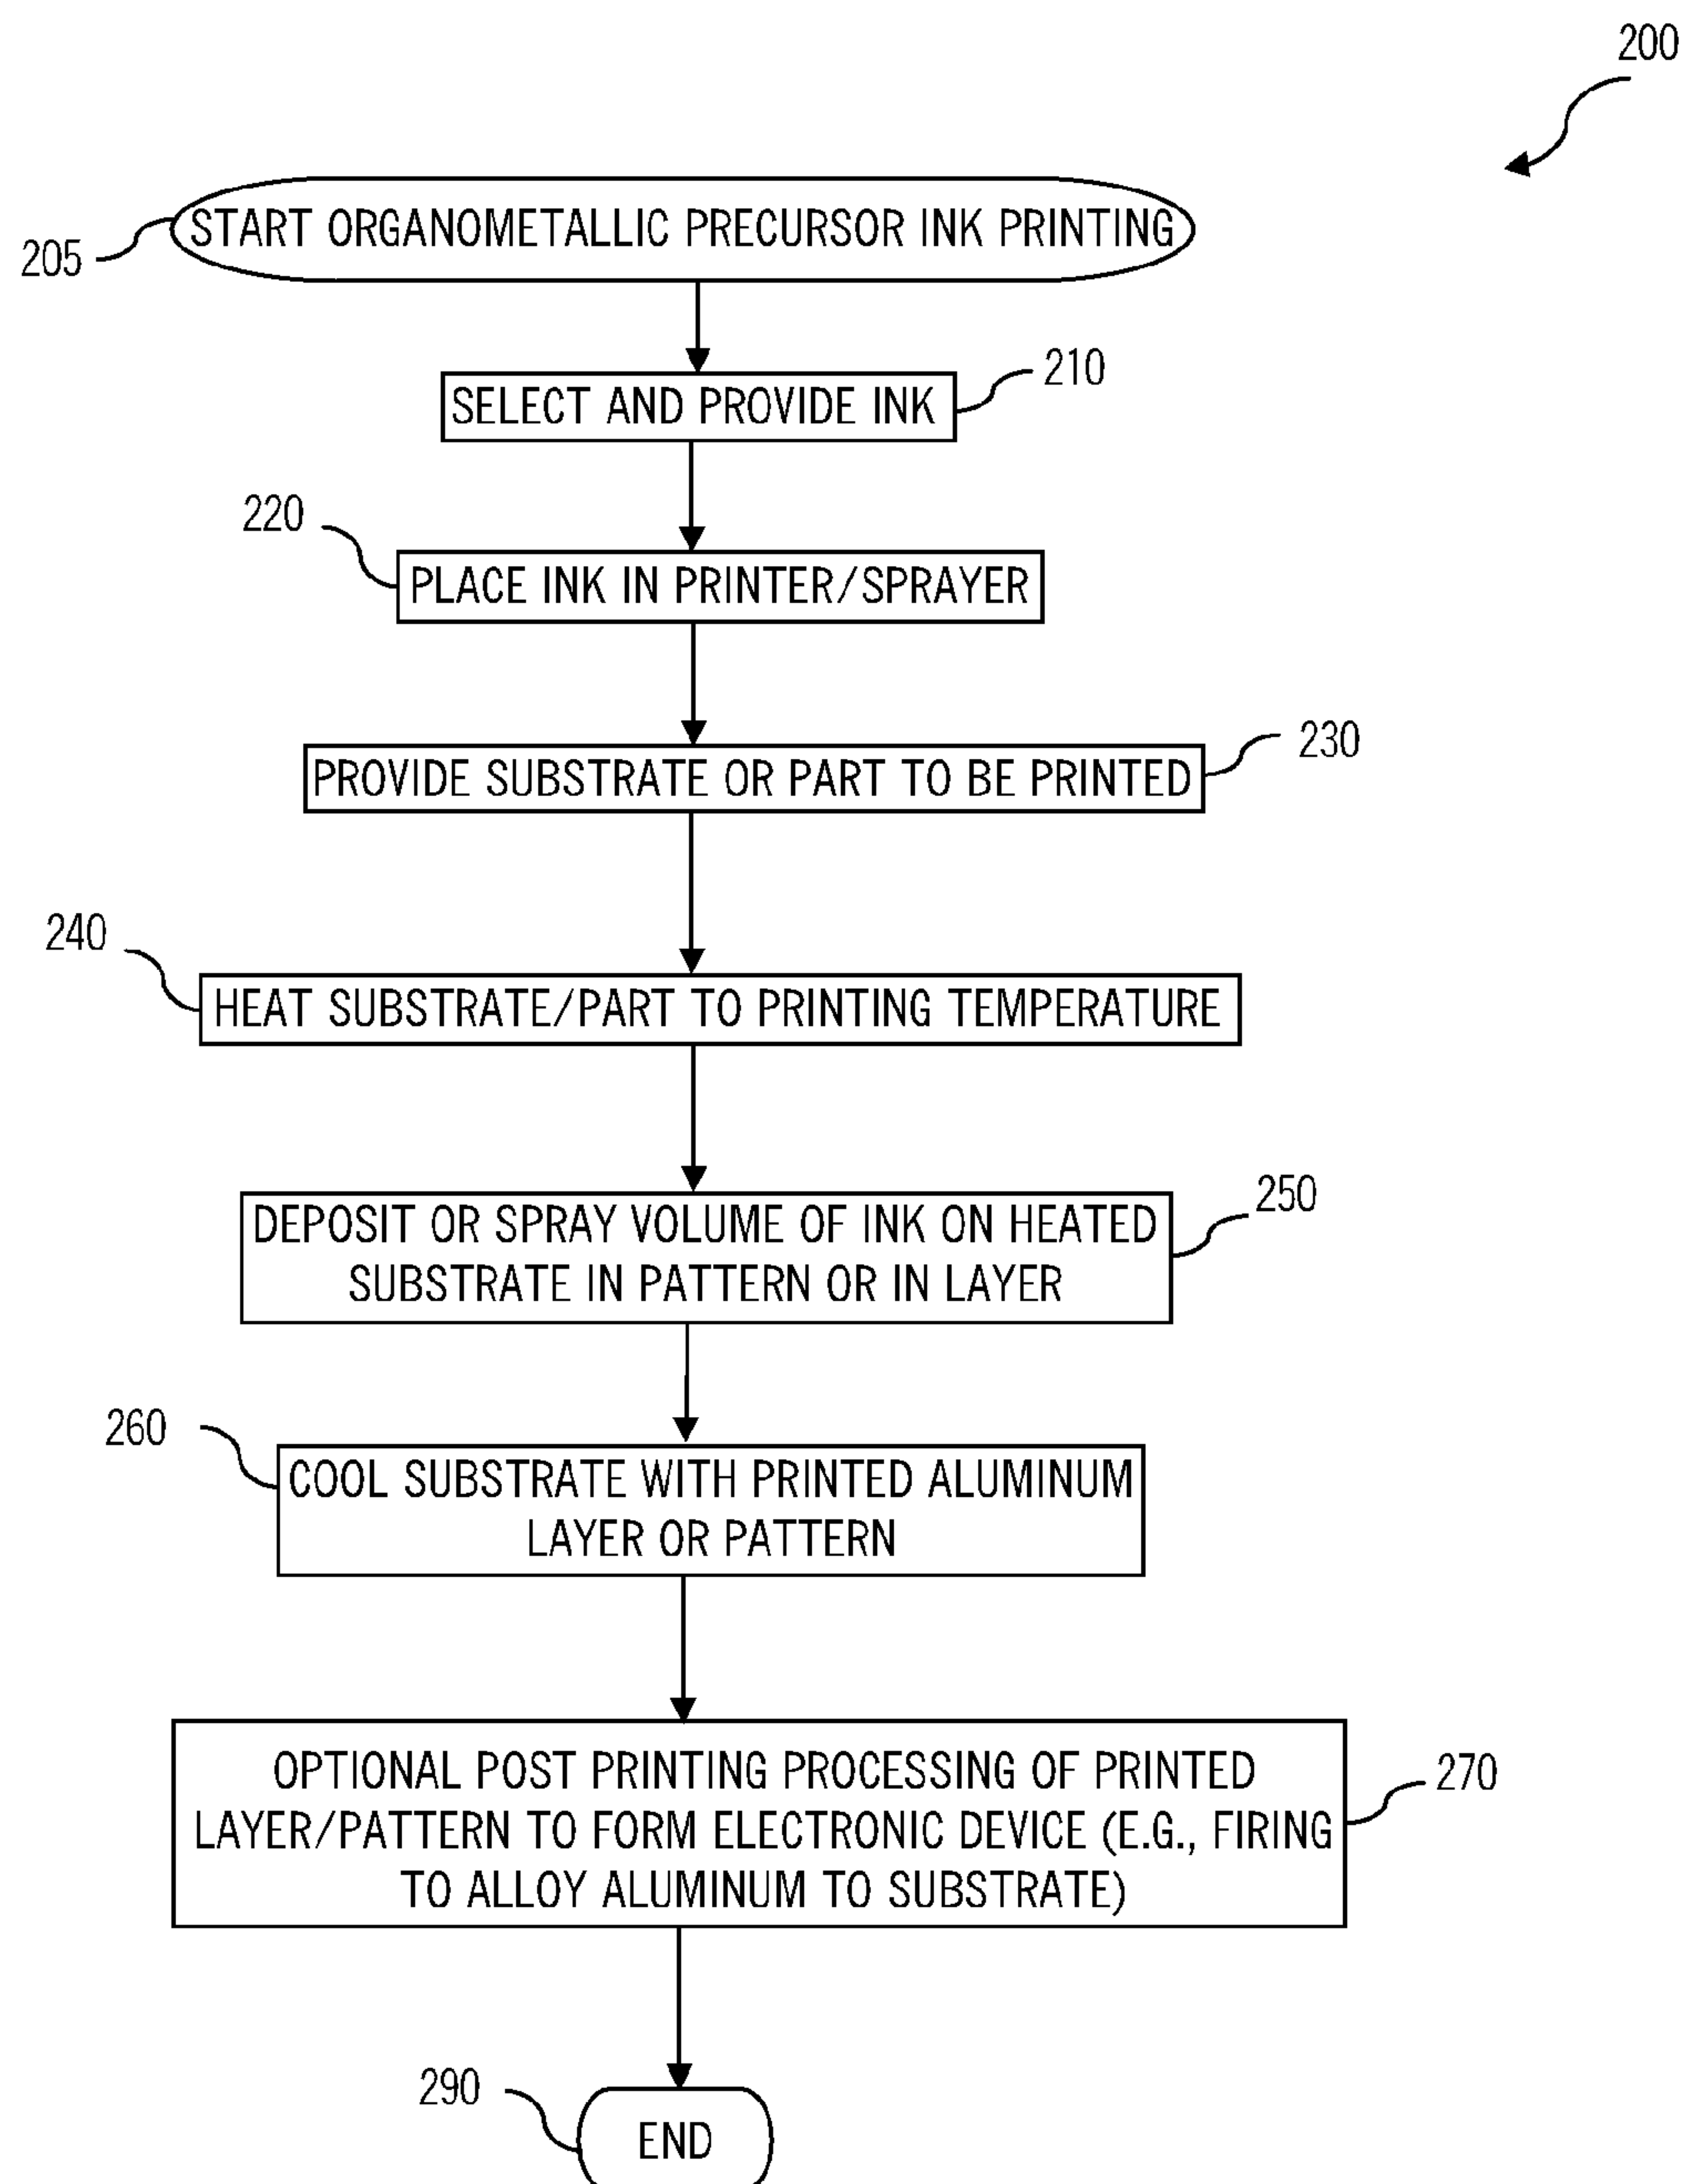 200
205
START ORGANOMETALLIC PRECURSOR INK PRINTING
210
SELECT AND PROVIDE INK
220
PLACE INK IN PRINTER/SPRAYER
230
PROVIDE SUBSTRATE OR PART TO BE PRINTED
240
HEAT SUBSTRATE/PART TO PRINTING TEMPERATURE
250
DEPOSIT OR SPRAY VOLUME OF INK ON HEATED
SUBSTRATE IN PATTERN OR IN LAYER
260
COOL SUBSTRATE WITH PRINTED ALUMINUM
LAYER OR PATTERN
270
OPTIONAL POST PRINTING PROCESSING OF PRINTED
LAYER/PATTERN TO FORM ELECTRONIC DEVICE (E.G., FIRING
TO ALLOY ALUMINUM TO SUBSTRATE)
290
END